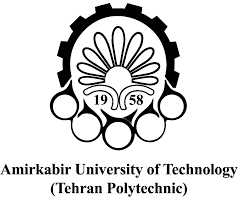 19 58
Amirkabir University of Technology
(Tehran Polytechnic)